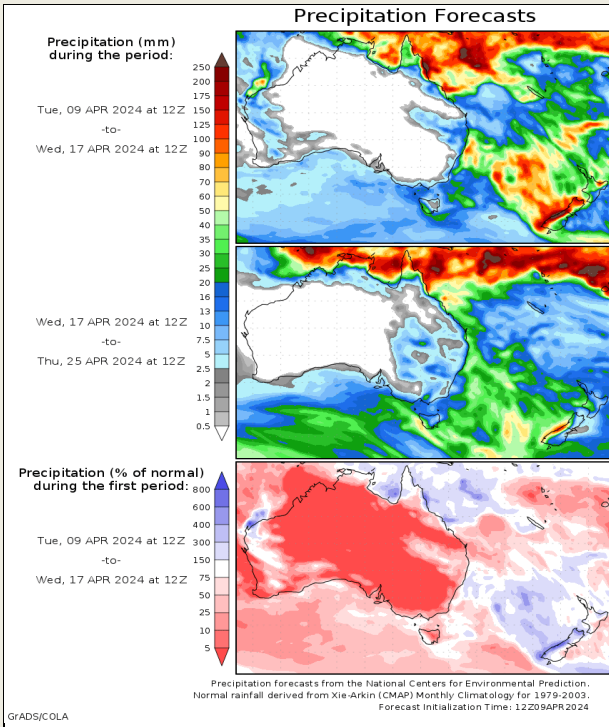 Precipitation Forecasts
Precipitation (mm)
during the period:
Tue, 09 APR 2024 at 12Z
-to-
Wed, 17 APR 2024 at 12Z
250
200
175
150
125
100
90
80
70
60
50
40
35
30
25
20
16
13
10
7.5
5
2.5
2
1.5
1
0.5
Wed, 17 APR 2024 at 12Z
-to-
Thu, 25 APR 2024 at 12Z
Precipitation (% of normal)
during the first period:
Tue, 09 APR 2024 at 12Z
-to-
Wed, 17 APR 2024 at 12Z
800
600
400
300
150
75
50
25
10
5
Precipitation forecasts from the National Centers for Environmental Prediction.
Normal rainfall derived from Xie-Arkin (CMAP) Monthly Climatology for 1979-2003.
Forecast Initialization Time: 12Z09APR2024
GrADS/COLA